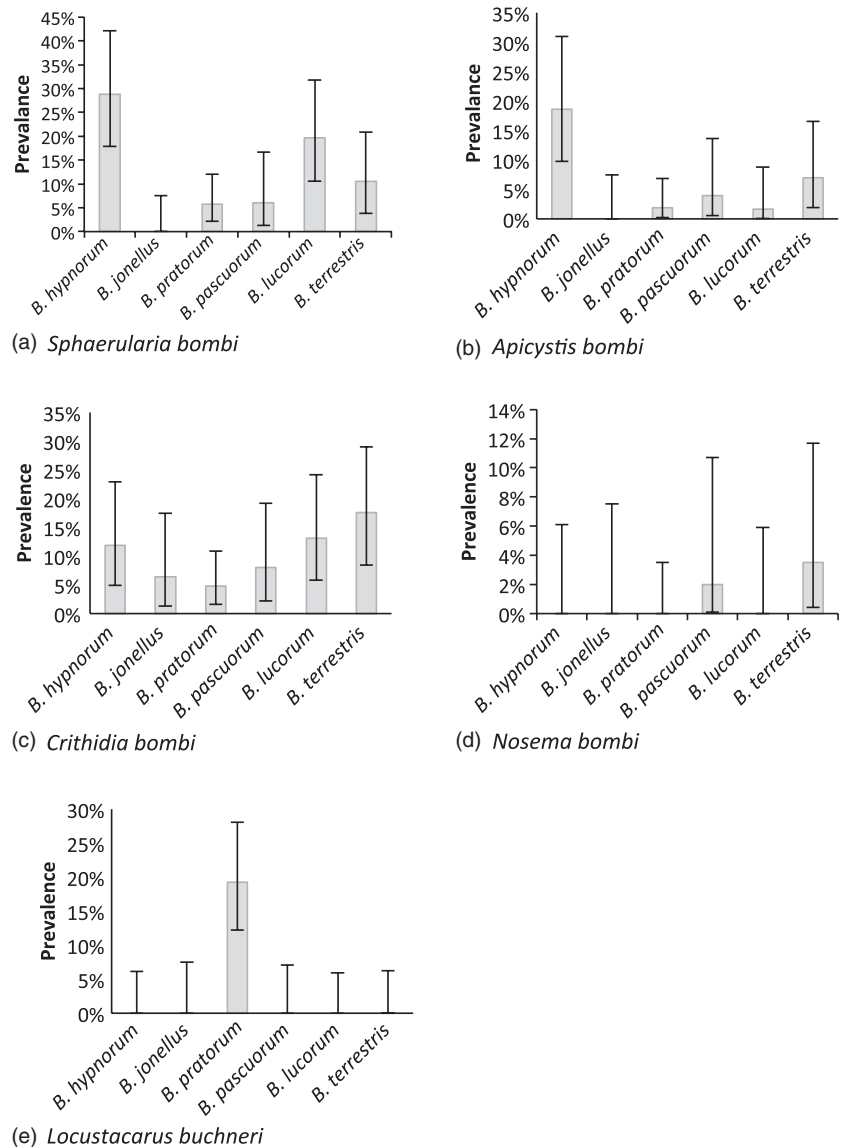 45%
40%
35%
30%
25%
20%
15%
10%
5%
0%
Prevalance
B. hypnorum
B. jonellus
B. pratorum
B. pascuorum
B. lucorum
B. terrestris
(a) Sphaerularia bombi
35%
30%
25%
20%
15%
10%
5%
0%
Prevalance
B. hypnorum
B. jonellus
B. pratorum
B. pascuorum
B. lucorum
B. terrestris
(b) Apicystis bombi
35%
30%
25%
20%
15%
10%
5%
0%
Prevalence
B. hypnorum
B. jonellus
B. pratorum
B. pascuorum
B. lucorum
B. terrestris
(c) Crithidia bombi
14%
12%
10%
8%
6%
4%
2%
0%
Prevalence
B. hypnorum
B. jonellus
B. pratorum
B. pascuorum
B. lucorum
B. terrestris
(d) Nosema bombi
30%
25%
20%
15%
10%
5%
0%
Prevalence
B. hypnorum
B. jonellus
B. pratorum
B. pascuorum
B. lucorum
B. terrestris
(e) Locustacarus buchneri